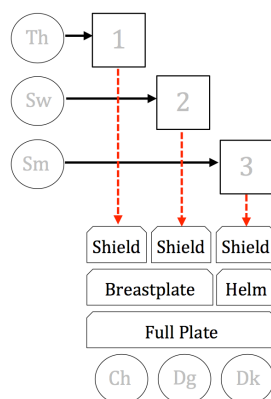 Th 1
Sw 2
Sm 3
Shield Shield Shield
Breastplate Helm
Full Plate
Ch Dg Dk